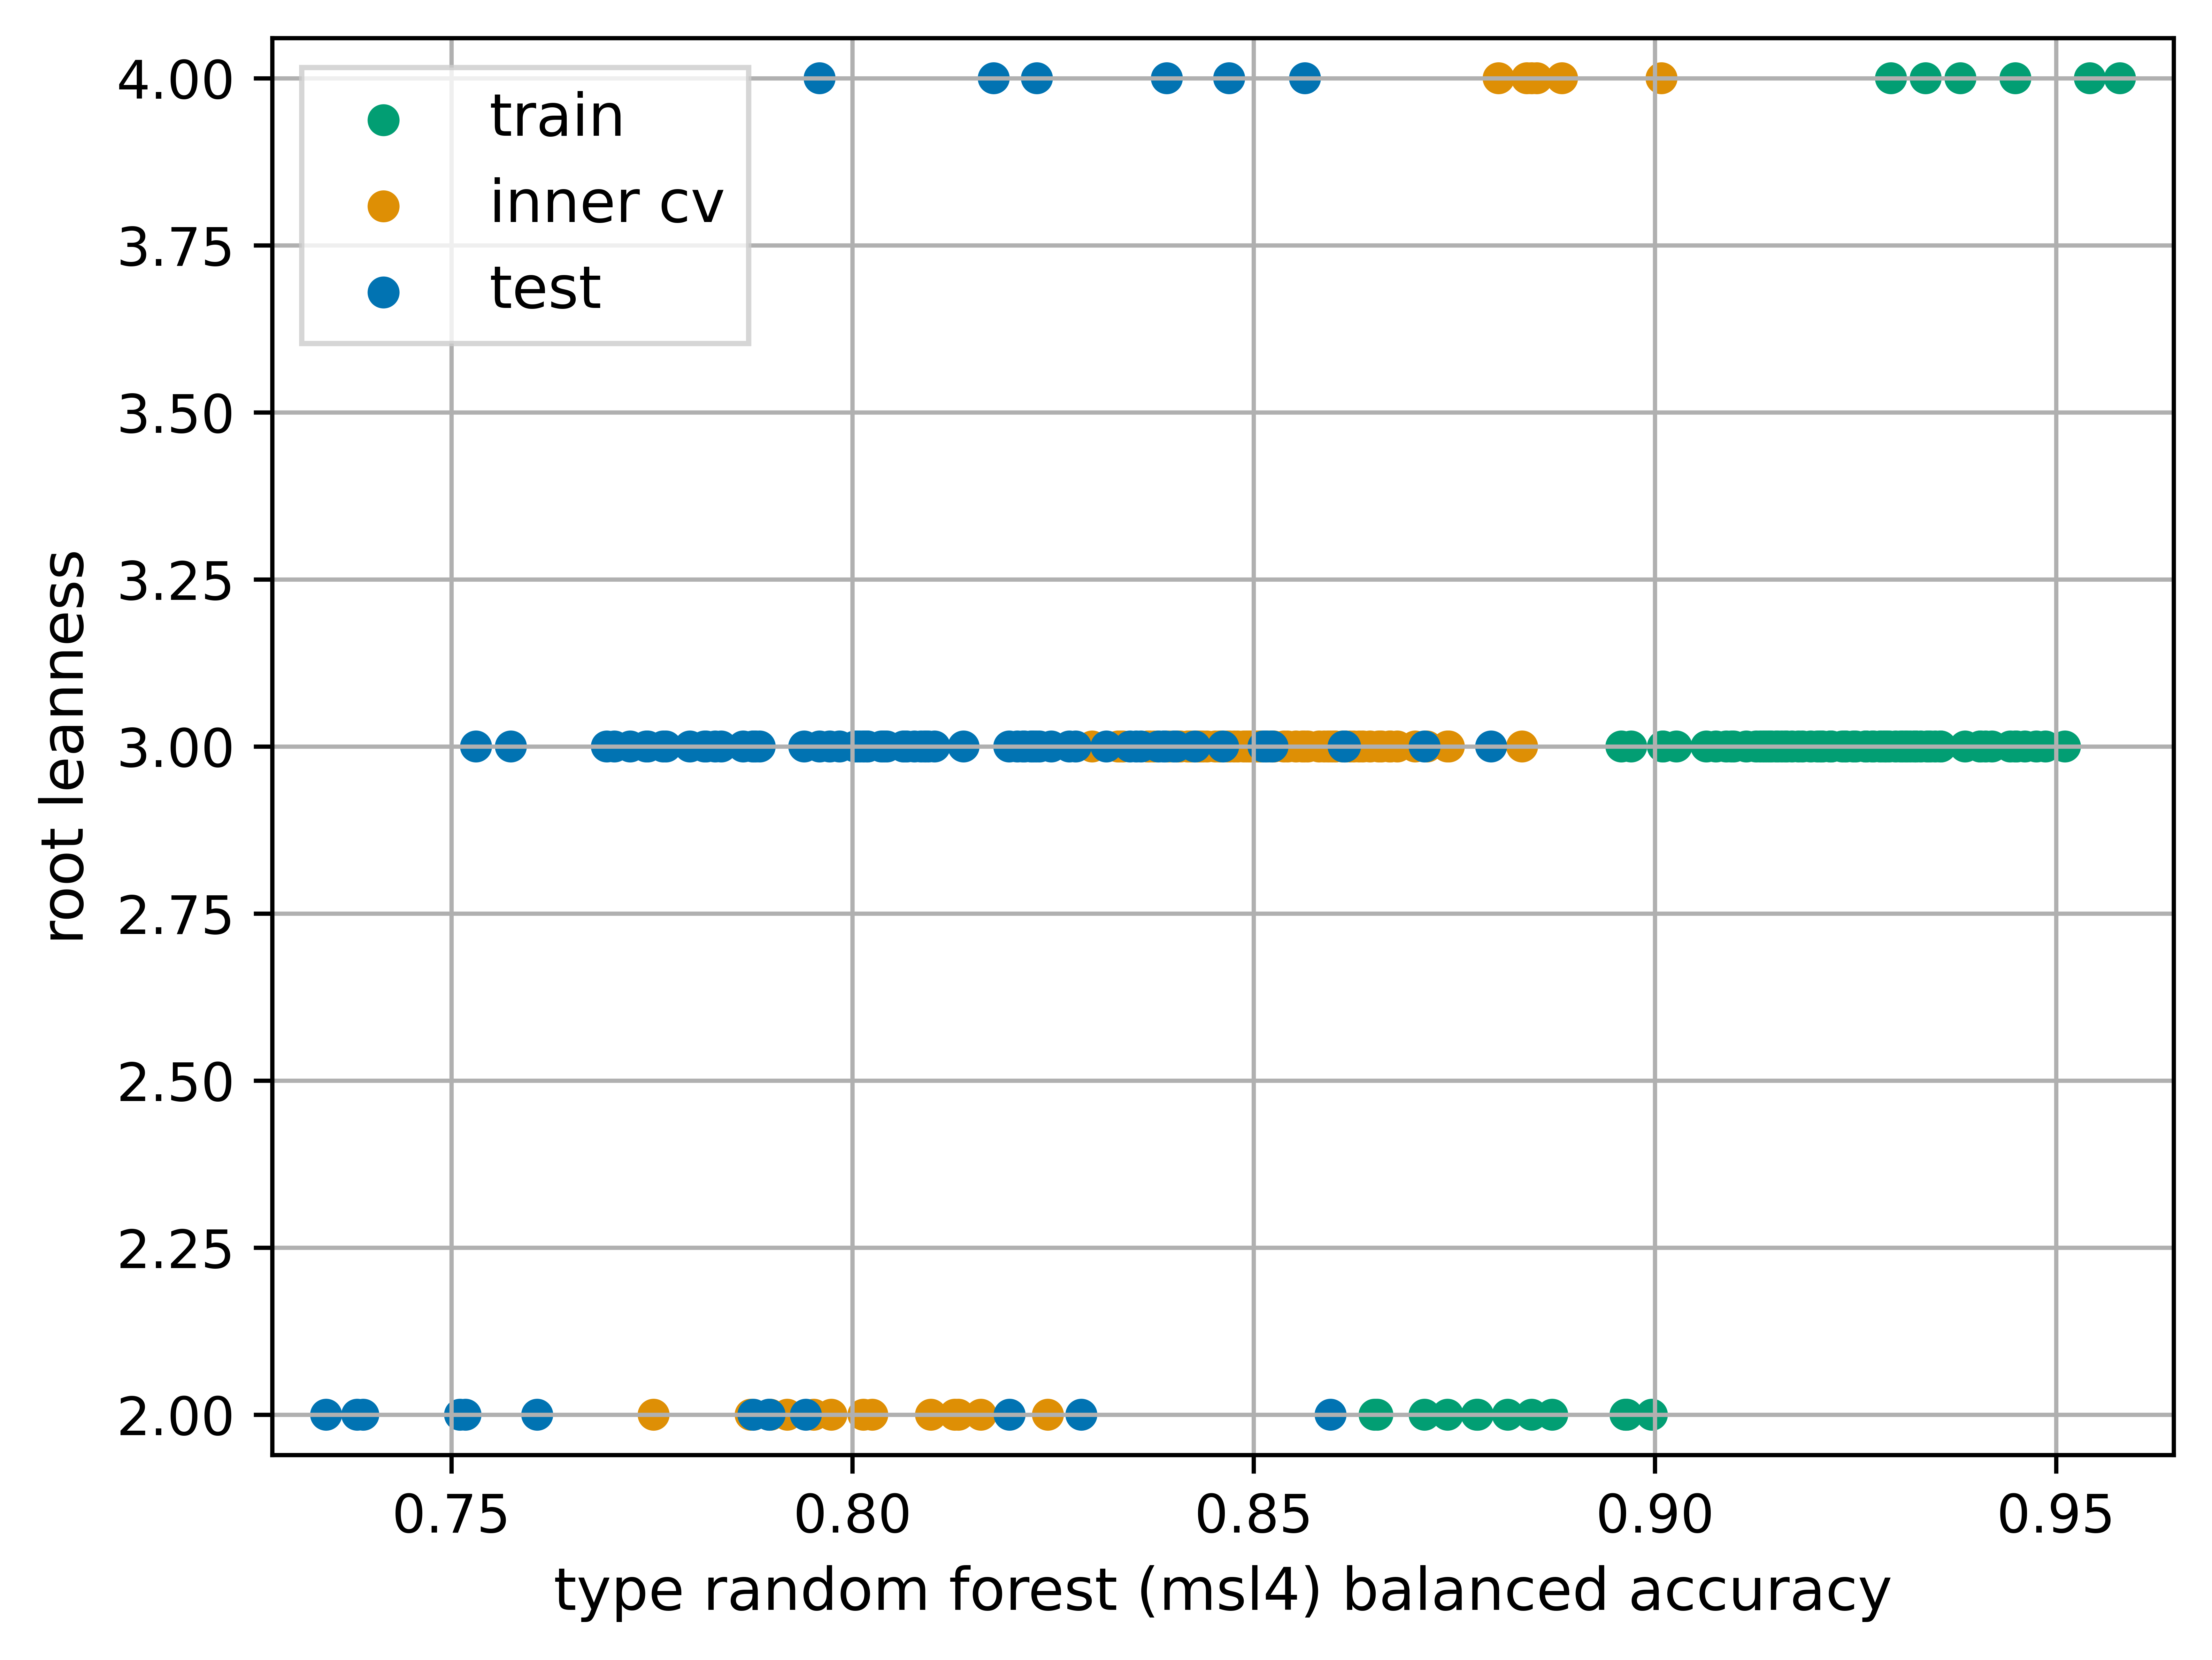 4.00
3.75
3.50
3.25
3.00
2.75
2.50
2.25
2.00
root leanness
train
inner cv
test
0.75 0.80 0.85 0.90 0.95
type random forest (msl4) balanced accuracy